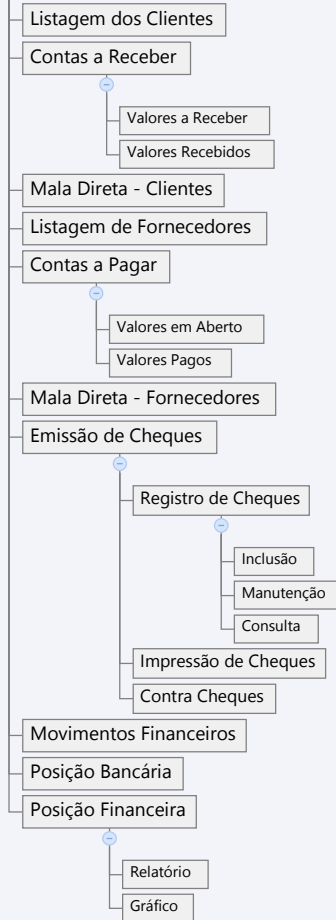 Listagem dos Clientes
Contas a Receber
Valores a Receber
Valores Recebidos
Mala Direta - Clientes
Listagem de Fornecedores
Contas a Pagar
Valores em Aberto
Valores Pagos
Mala Direta - Fornecedores
Emissão de Cheques
Registro de Cheques
Inclusão
Manutenção
Consulta
Impressão de Cheques
Contra Cheques
Movimentos Financeiros
Posição Bancária
Posição Financeira
Relatório
Gráfico